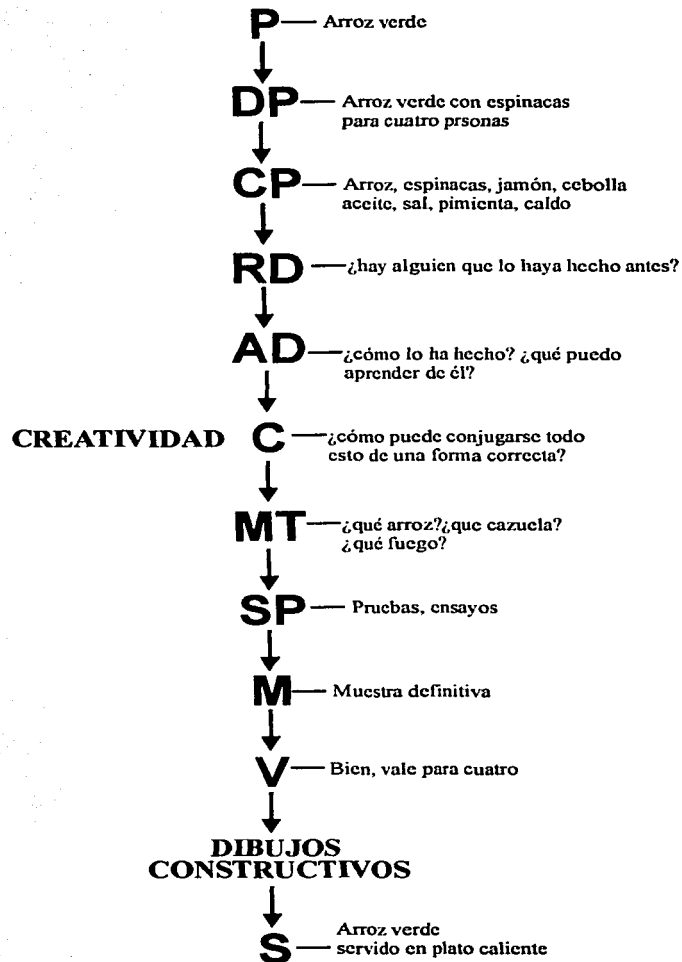 P Arroz verde
DP Arroz verde con espinacas
para cuatro prsonas
CP Arroz, espinacas, jamón, cebolla
aceite, sal, pimienta, caldo
RD ¿hay alguien que lo haya hecho antes?
AD ¿cómo lo ha hecho? ¿qué puedo
aprender de él?
CREATIVIDAD C ¿cómo puede conjugarse todo
esto de una forma correcta?
MT ¿qué arroz?¿que cazuela?
¿qué fuego?
SP Pruebas, ensayos
M Muestra definitiva
V Bien, vale para cuatro
DIBUJOS
CONSTRUCTIVOS
S Arroz verde
servido en plato caliente